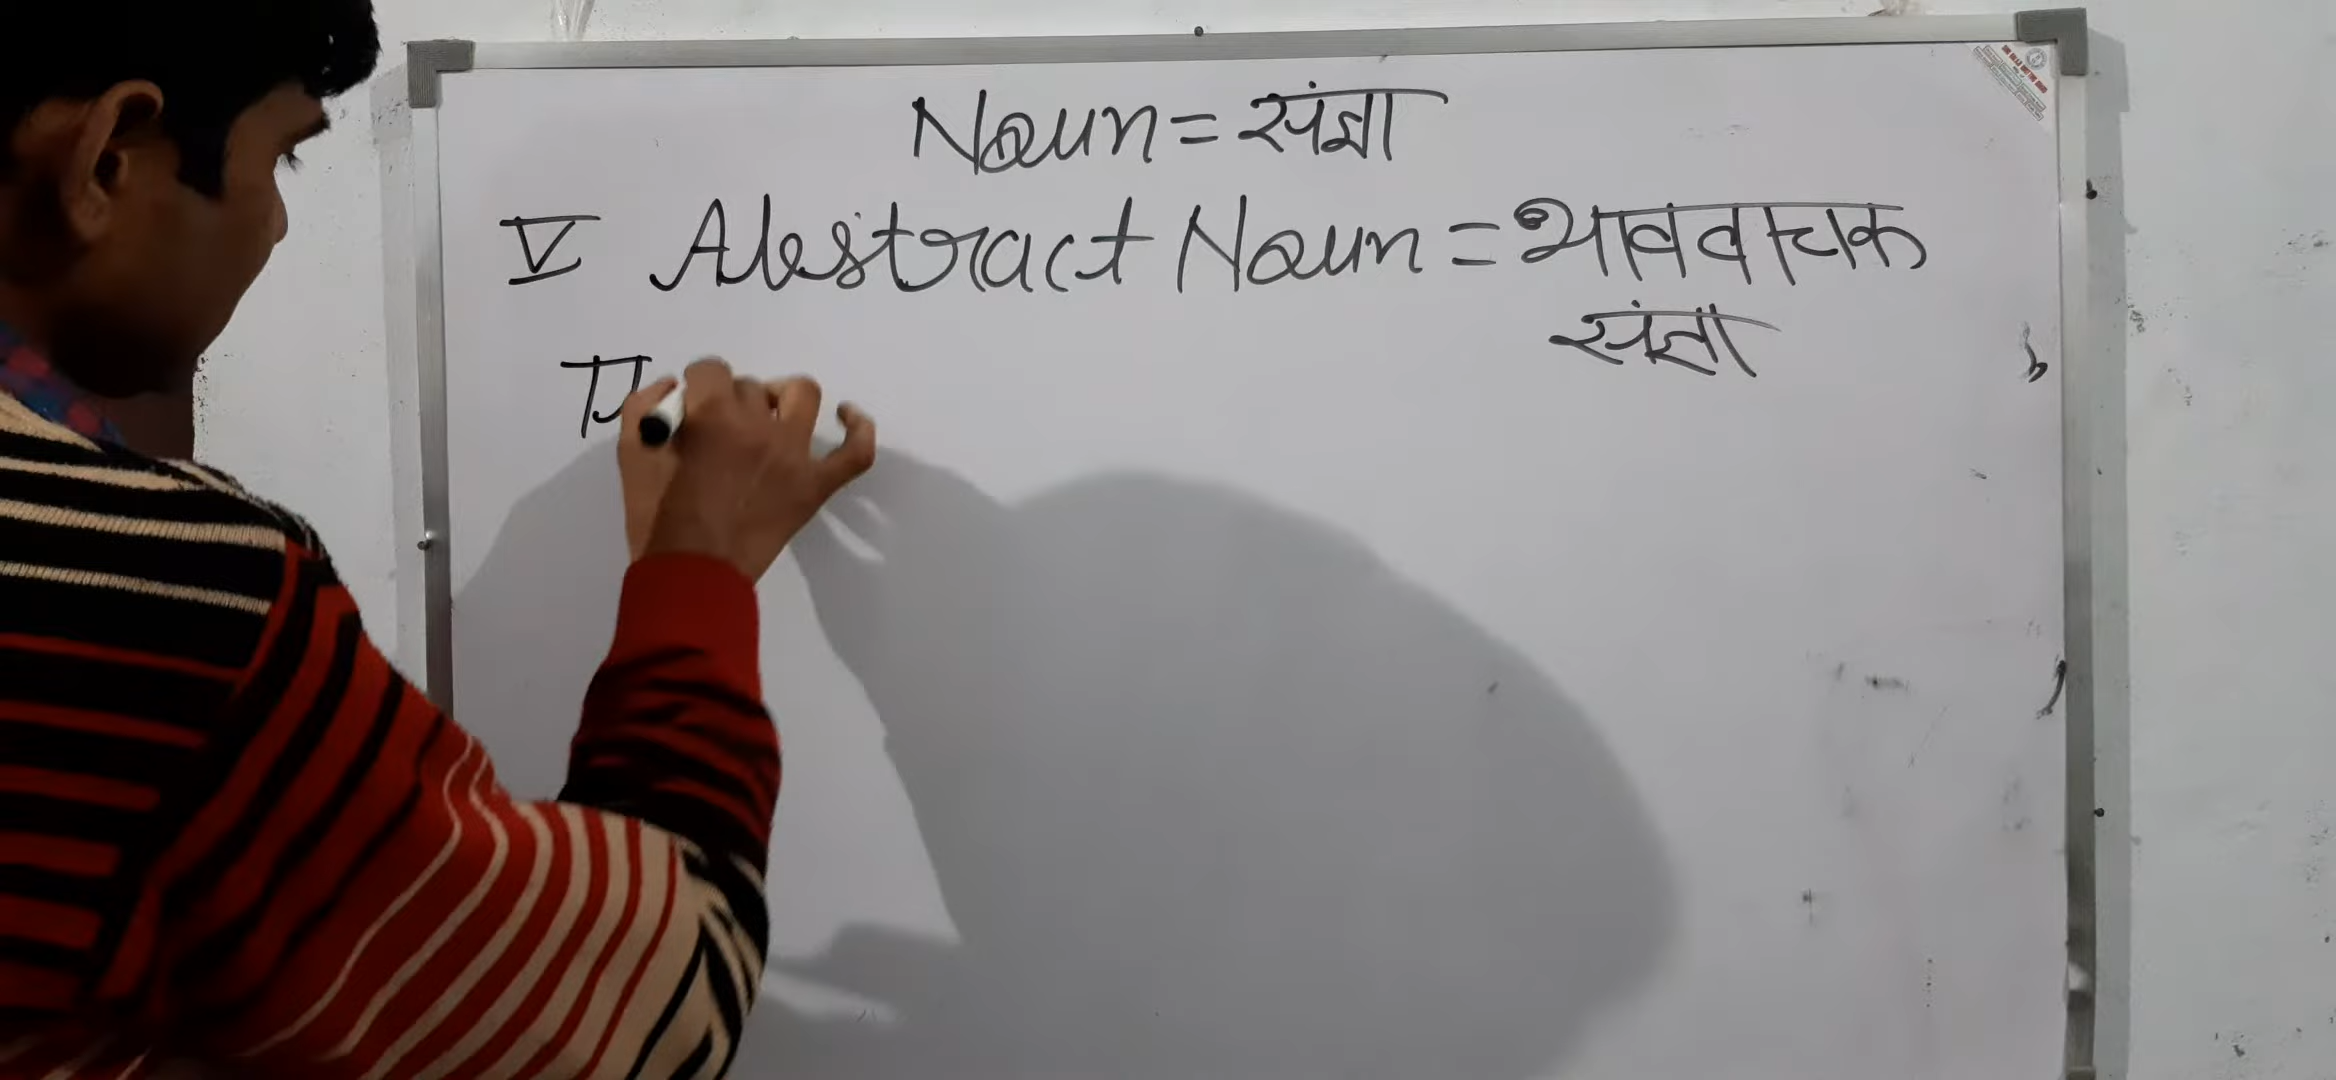 Noun = संज्ञा
V Abstract Noun = भाववाचक
संज्ञा